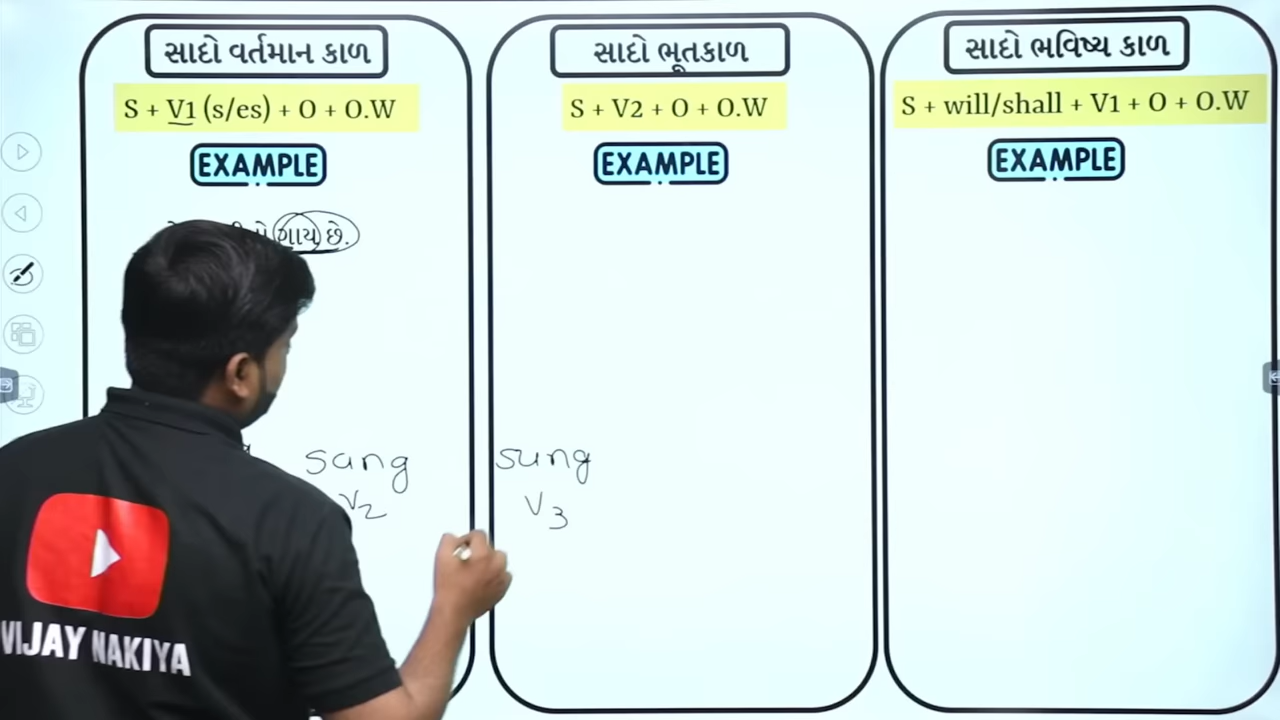 સાદો વર્તમાન કાળ
S + V1 (s/es) + O + O.W
EXAMPLE
ગાય છે.
sang
V2
સાદો ભૂતકાળ
S + V2 + O + O.W
EXAMPLE
sung
V3
સાદો ભવિષ્ય કાળ
S + will/shall + V1 + O + O.W
EXAMPLE
VIJAY NAKIYA